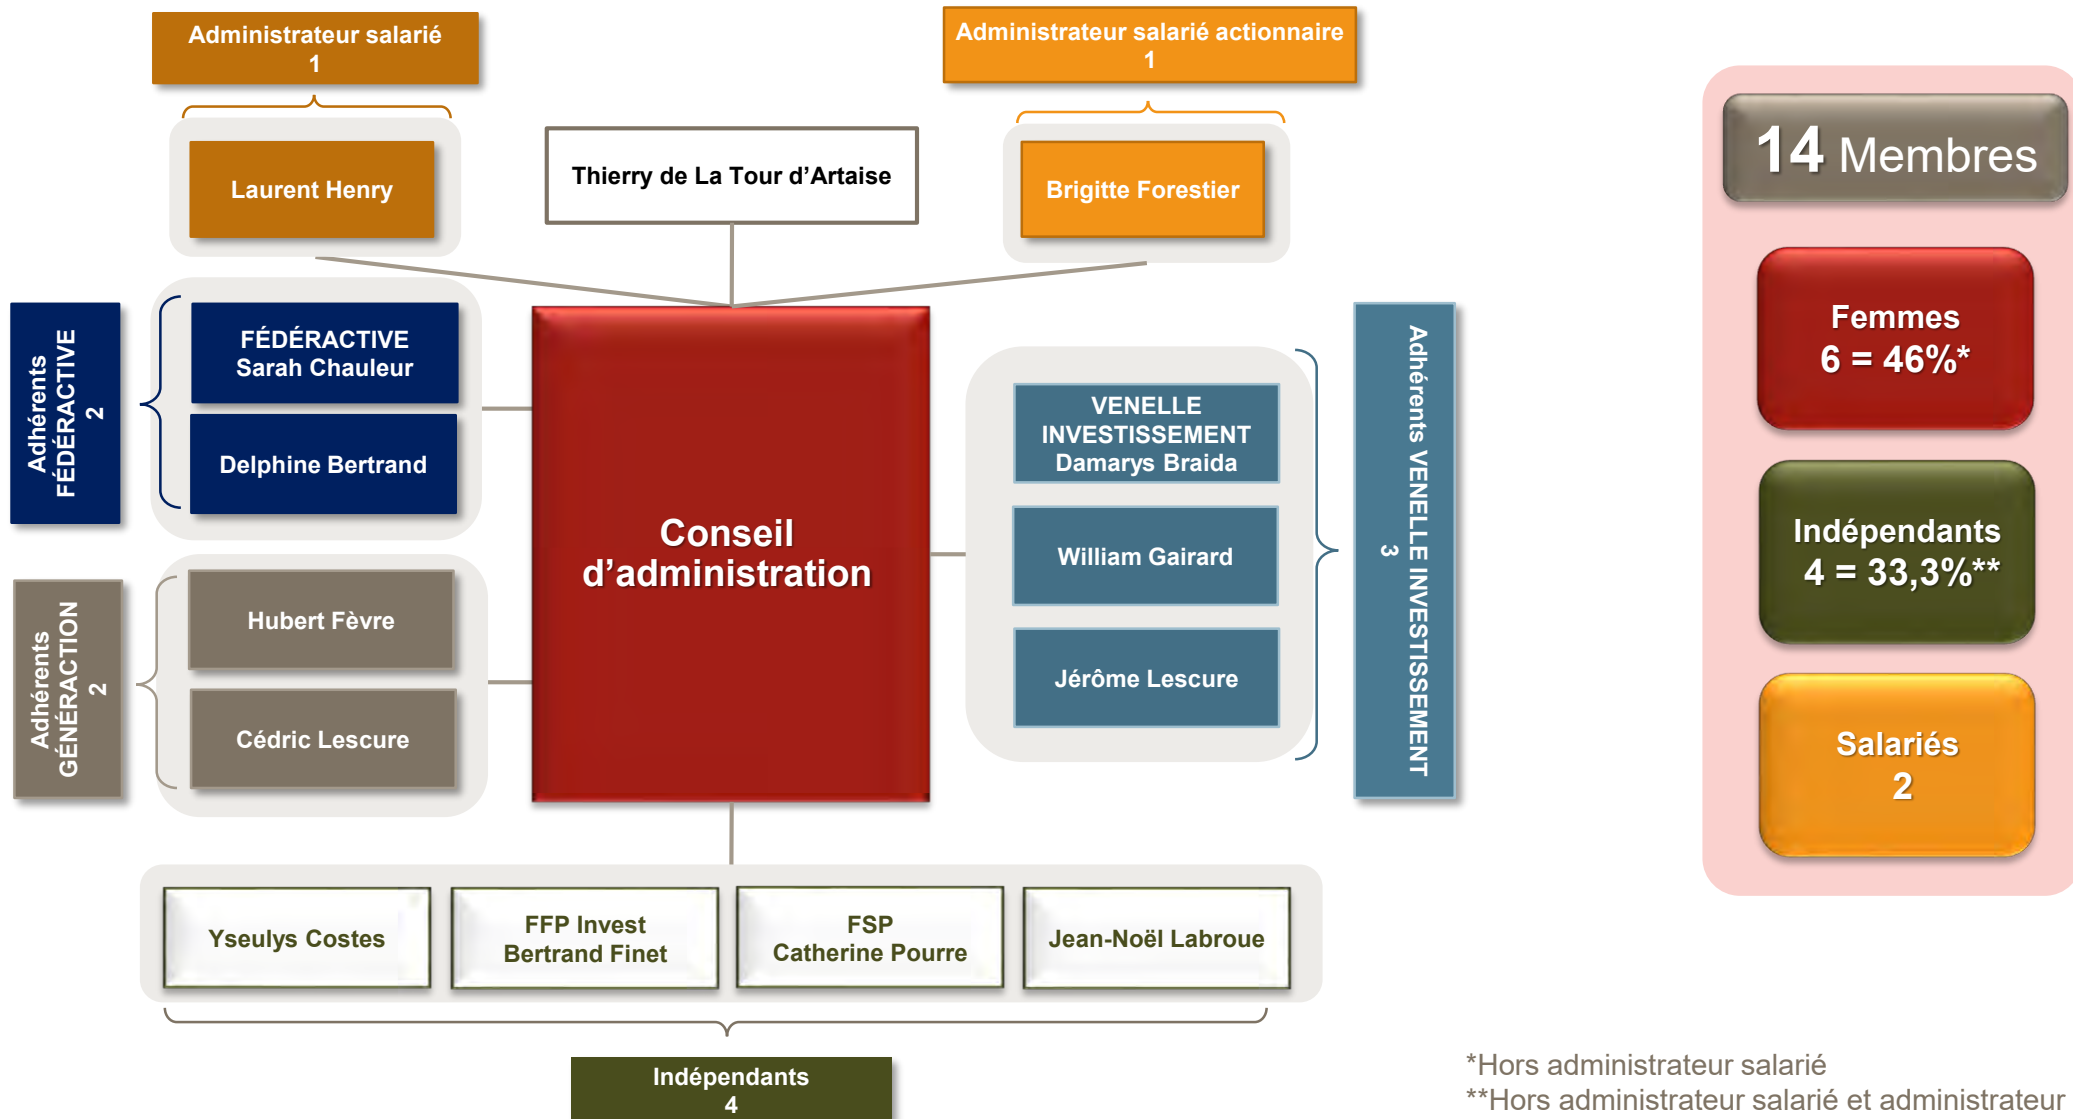 Administrateur salarié
1
Administrateur salarié actionnaire
1
Laurent Henry
Thierry de La Tour d’Artaise
Brigitte Forestier
Adhérents
FÉDÉRACTIVE
2
FÉDÉRACTIVE
Sarah Chauleur
Delphine Bertrand
Adhérents
GÉNÉRACTION
2
Hubert Fèvre
Cédric Lescure
Conseil
d’administration
VENELLE
INVESTISSEMENT
Damarys Braida
William Gairard
Jérôme Lescure
Adhérents VENELLE INVESTISSEMENT
3
Yseulys Costes
FFP Invest
Bertrand Finet
FSP
Catherine Pourre
Jean-Noël Labroue
Indépendants
4
14 Membres
Femmes
6 = 46%*
Indépendants
4 = 33,3%**
Salariés
2
*Hors administrateur salarié
**Hors administrateur salarié et administrateur